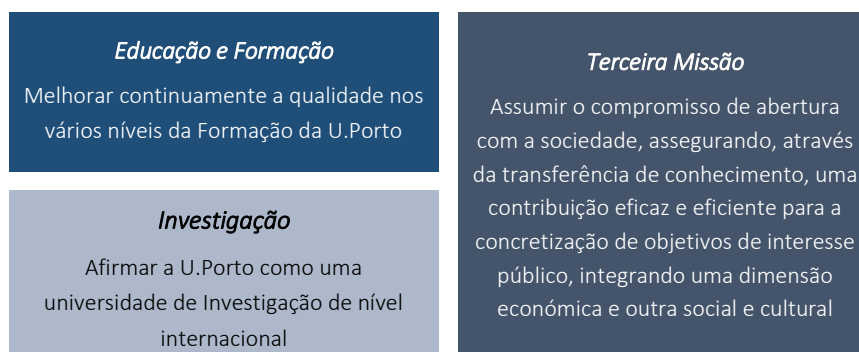 Educação e Formação
Melhorar continuamente a qualidade nos
vários níveis da Formação da U.Porto
Investigação
Afirmar a U.Porto como uma
universidade de Investigação de nível
internacional
Terceira Missão
Assumir o compromisso de abertura
com a sociedade, assegurando, através
da transferência de conhecimento, uma
contribuição eficaz e eficiente para a
concretização de objetivos de interesse
público, integrando uma dimensão
económica e outra social e cultural